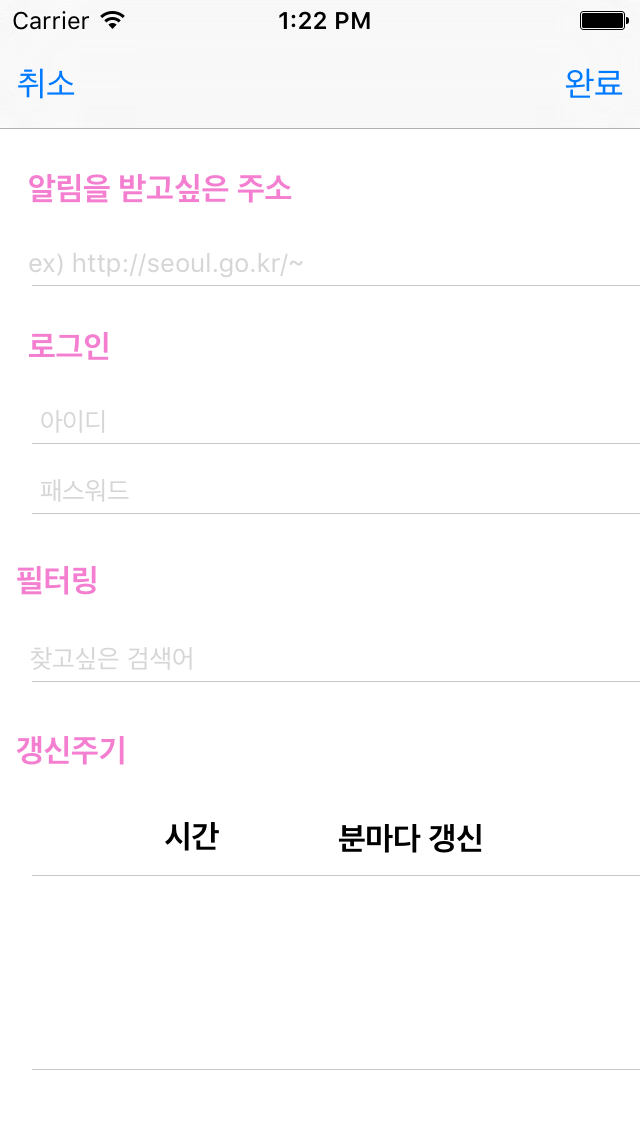 Carrier 1:22 PM
취소 완료
알림을 받고싶은 주소
ex) http://seoul.go.kr/~
로그인
아이디
패스워드
필터링
찾고싶은 검색어
갱신주기
시간 분마다 갱신